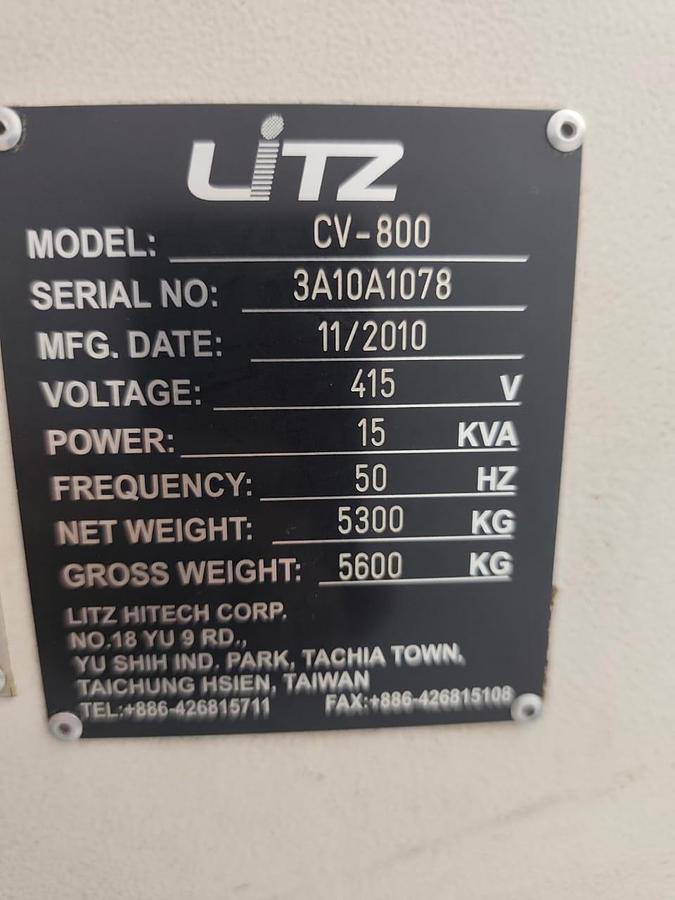 LiTZ
MODEL: CV-800
SERIAL NO: 3A10A1078
MFG. DATE: 11/2010
VOLTAGE: 415 V
POWER: 15 KVA
FREQUENCY: 50 HZ
NET WEIGHT: 5300 KG
GROSS WEIGHT: 5600 KG
LITZ HITECH CORP.
NO.18 YU 9 RD.,
YU SHIH IND. PARK, TACHIA TOWN,
TAICHUNG HSIEN, TAIWAN
TEL:+886-426815711 FAX:+886-426815108